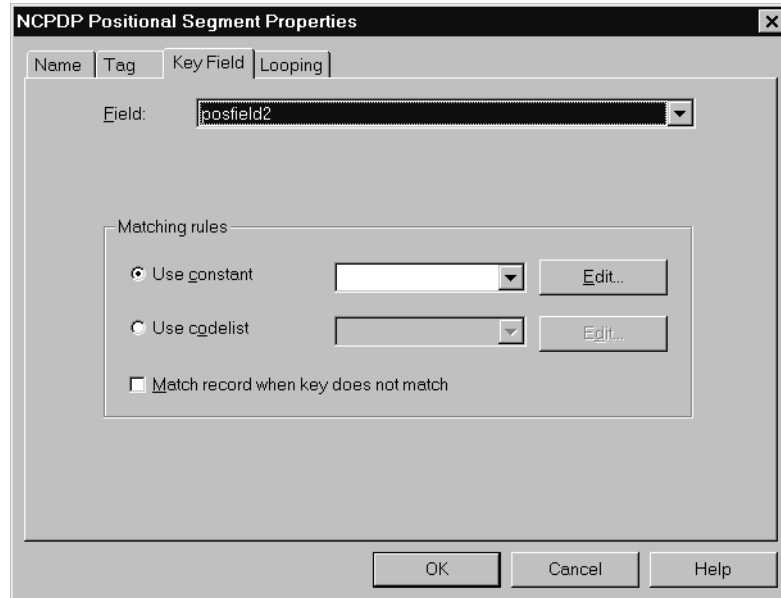 NCPDP Positional Segment Properties
Name Tag Key Field Looping
Field: posfield2
Matching rules
Use constant Edit...
Use codelist Edit...
Match record when key does not match
OK Cancel Help